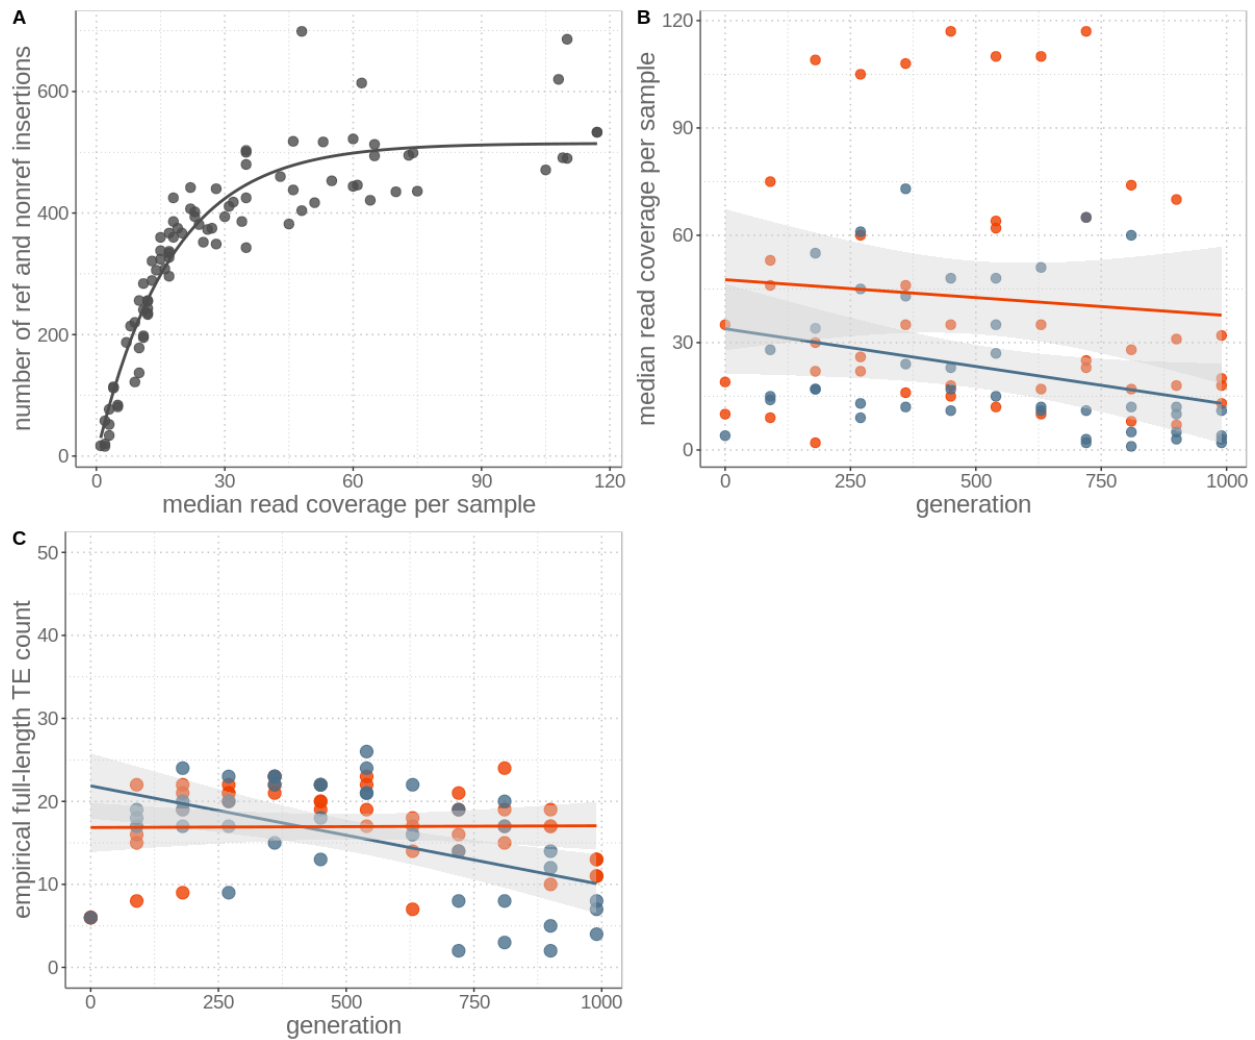 A
number of ref and nonref insertions
600
400
200
0
0 30 60 90 120
median read coverage per sample
B
median read coverage per sample
120
90
60
30
0
0 250 500 750 1000
generation
C
empirical full-length TE count
50
40
30
20
10
0
0 250 500 750 1000
generation